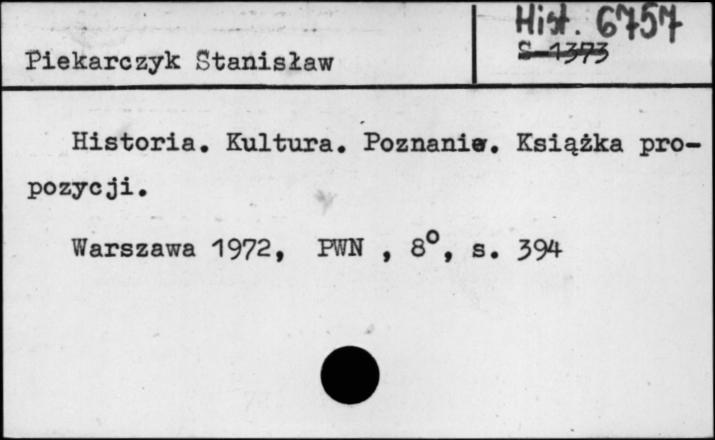 Hist. 6757
S-1373
Piekarczyk Stanisław
Historia. Kultura. Poznanie. Książka pro-
pozycji.
Warszawa 1972, PWN , 8°, s. 394